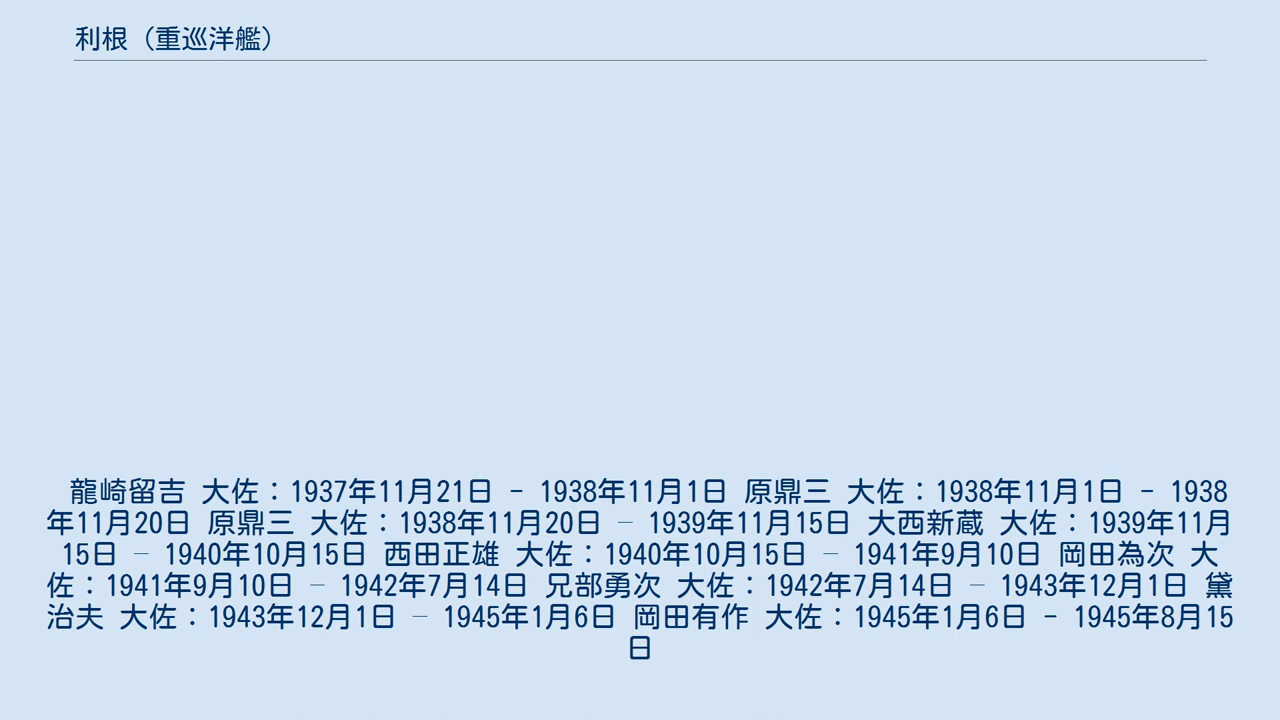 利根（重巡洋艦）
龍崎留吉 大佐：1937年11月21日 - 1938年11月1日 原鼎三 大佐：1938年11月1日 - 1938
年11月20日 原鼎三 大佐：1938年11月20日 – 1939年11月15日 大西新蔵 大佐：1939年11月
15日 – 1940年10月15日 西田正雄 大佐：1940年10月15日 – 1941年9月10日 岡田為次 大
佐：1941年9月10日 – 1942年7月14日 兄部勇次 大佐：1942年7月14日 – 1943年12月1日 黛
治夫 大佐：1943年12月1日 – 1945年1月6日 岡田有作 大佐：1945年1月6日 - 1945年8月15
日